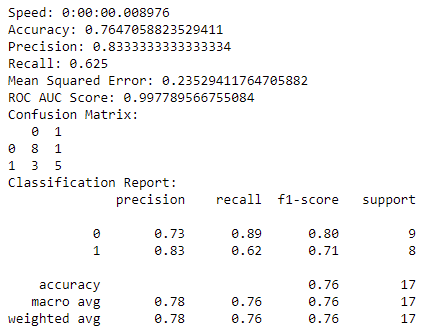 Speed: 0:00:00.008976
Accuracy: 0.7647058823529411
Precision: 0.8333333333333334
Recall: 0.625
Mean Squared Error: 0.23529411764705882
ROC AUC Score: 0.997789566755084
Confusion Matrix:
   0  1
0  8  1
1  3  5
Classification Report:
              precision    recall  f1-score   support

           0       0.73      0.89      0.80         9
           1       0.83      0.62      0.71         8

    accuracy                           0.76        17
   macro avg       0.78      0.76      0.76        17
weighted avg       0.78      0.76      0.76        17